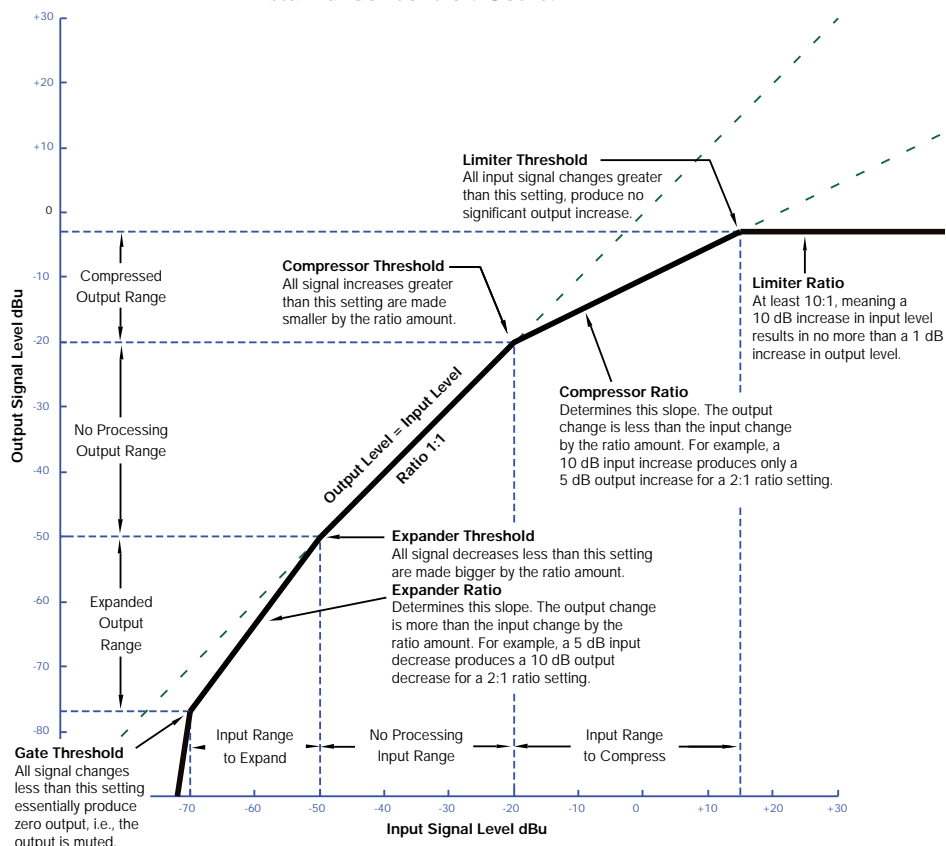 +30
+20
+10
0
-10
-20
-30
-40
-50
-60
-70
-80
Output Signal Level dBu
Compressed
Output Range
No Processing
Output Range
Expanded
Output
Range
Limiter Threshold
All input signal changes greater
than this setting, produce no
significant output increase.
Compressor Threshold
All signal increases greater
than this setting are made
smaller by the ratio amount.
Limiter Ratio
At least 10:1, meaning a
10 dB increase in input level
results in no more than a 1 dB
increase in output level.
Compressor Ratio
Determines this slope. The output
change is less than the input change
by the ratio amount. For example, a
10 dB input increase produces only a
5 dB output increase for a 2:1 ratio setting.
Output Level = Input Level
Ratio 1:1
Expander Threshold
All signal decreases less than this setting
are made bigger by the ratio amount.
Expander Ratio
Determines this slope. The output change
is more than the input change by the
ratio amount. For example, a 5 dB input
decrease produces a 10 dB output
decrease for a 2:1 ratio setting.
Gate Threshold
All signal changes
less than this setting
essentially produce
zero output, i.e., the
output is muted.
Input Range
to Expand
No Processing
Input Range
Input Range
to Compress
-70
-60
-50
-40
-30
-20
-10
0
+10
+20
+30
Input Signal Level dBu